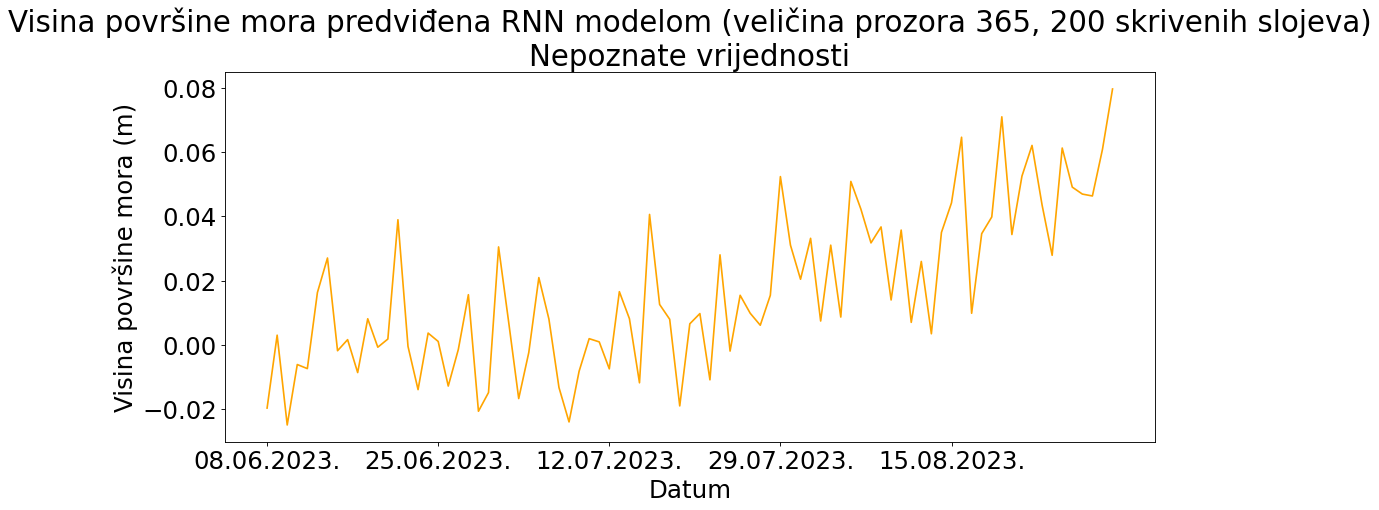 Visina površine mora predviđena RNN modelom (veličina prozora 365, 200 skrivenih slojeva)
Nepoznate vrijednosti
Visina površine mora (m)
0.08
0.06
0.04
0.02
0.00
−0.02
08.06.2023. 25.06.2023. 12.07.2023. 29.07.2023. 15.08.2023.
Datum